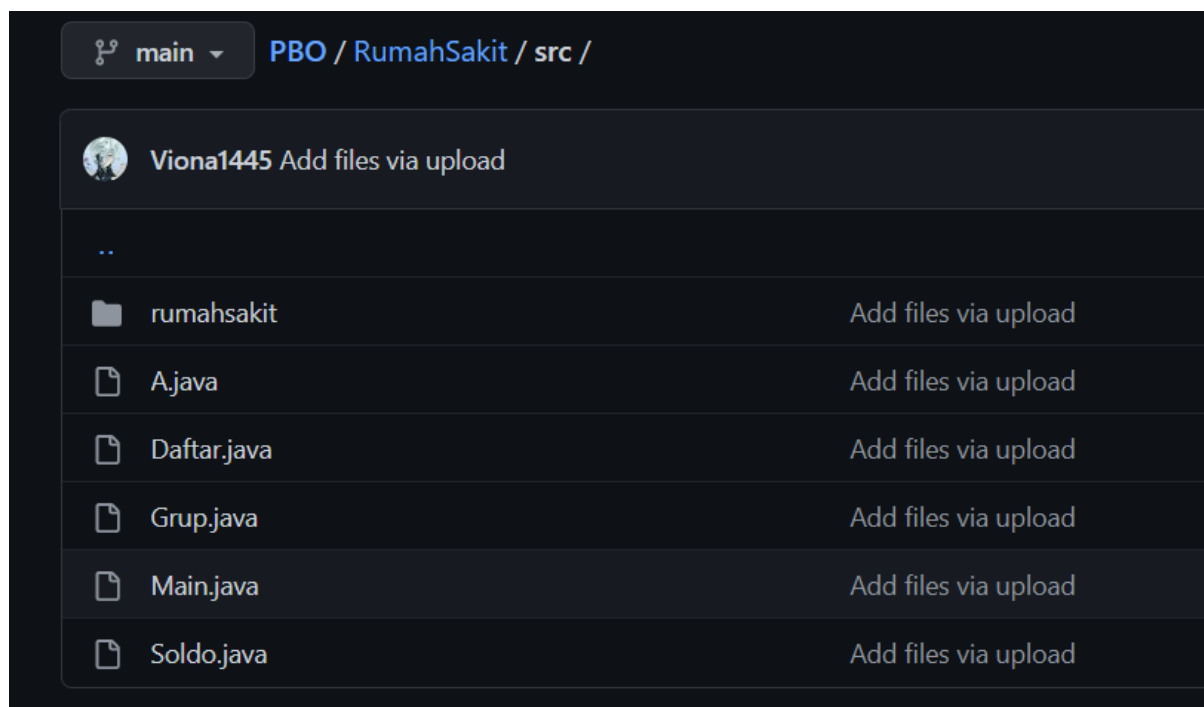 main PBO / RumahSakit / src /
Viona1445 Add files via upload
..
rumahsakit Add files via upload
A.java Add files via upload
Daftar.java Add files via upload
Grup.java Add files via upload
Main.java Add files via upload
Soldo.java Add files via upload